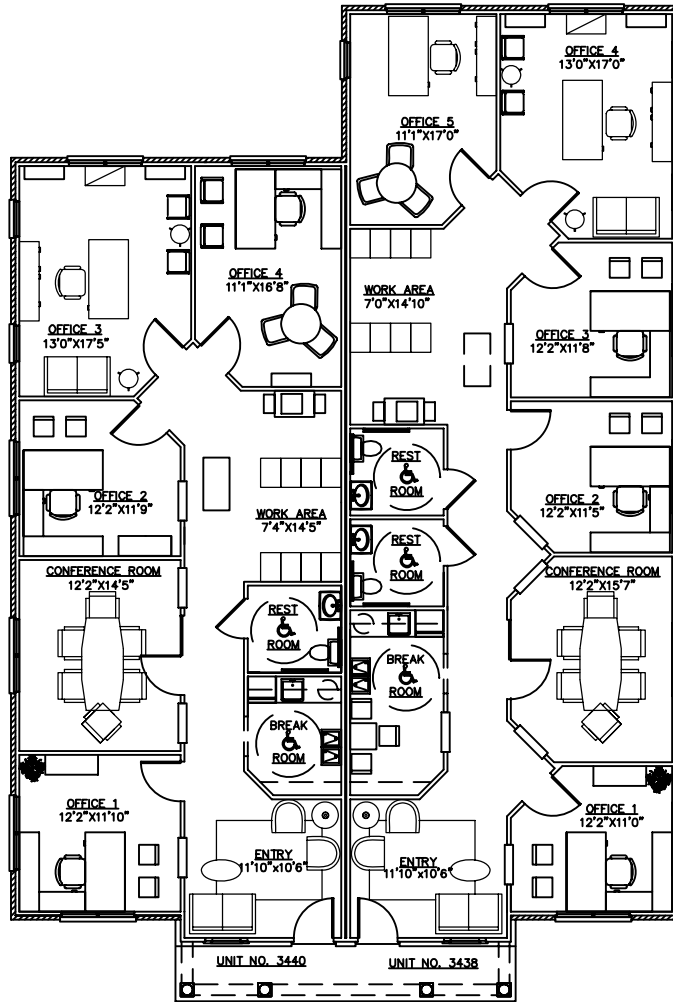 OFFICE 4
13'0"X17'0"
OFFICE 5
11'1"X17'0"
OFFICE 4
11'1"X16'8"
WORK AREA
7'0"X14'10"
OFFICE 3
13'0"X17'5"
OFFICE 3
12'2"X11'8"
REST
ROOM
OFFICE 2
12'2"X11'9"
OFFICE 2
12'2"X11'5"
WORK AREA
7'4"X14'5"
REST
ROOM
CONFERENCE ROOM
12'2"X14'5"
CONFERENCE ROOM
12'2"X15'7"
REST
ROOM
BREAK
ROOM
BREAK
ROOM
OFFICE 1
12'2"X11'10"
OFFICE 1
12'2"X11'0"
ENTRY
11'10"x10'6"
ENTRY
11'10"x10'6"
UNIT NO. 3440
UNIT NO. 3438